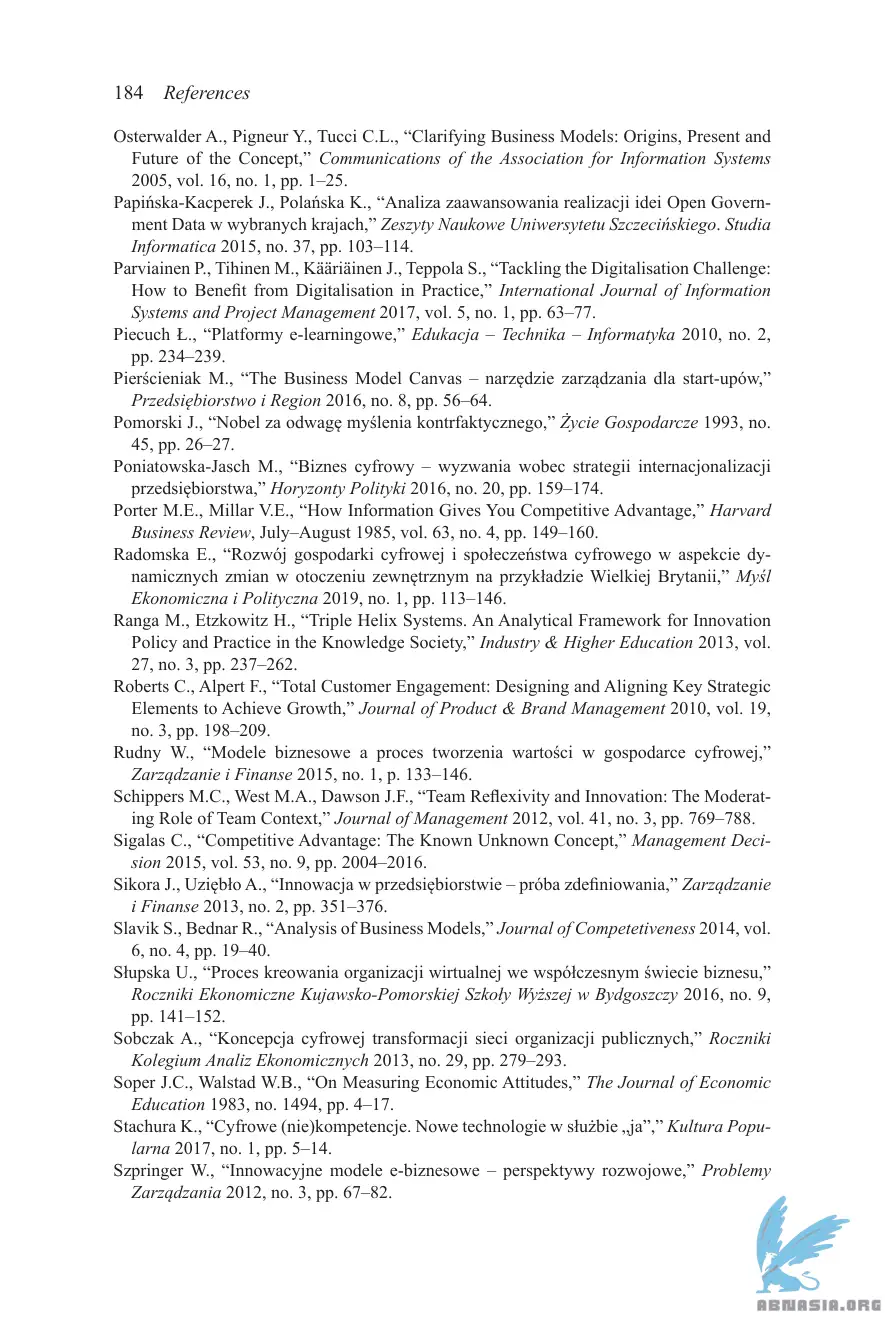 184 References
Osterwalder A., Pigneur Y., Tucci C.L., “Clarifying Business Models: Origins, Present and
Future of the Concept,” Communications of the Association for Information Systems
2005, vol. 16, no. 1, pp. 1–25.
Papińska-Kacperek J., Polańska K., “Analiza zaawansowania realizacji idei Open Govern-
ment Data w wybranych krajach,” Zeszyty Naukowe Uniwersytetu Szczecińskiego. Studia
Informatica 2015, no. 37, pp. 103–114.
Parviainen P., Tihinen M., Kääriäinen J., Teppola S., “Tackling the Digitalisation Challenge:
How to Benefit from Digitalisation in Practice,” International Journal of Information
Systems and Project Management 2017, vol. 5, no. 1, pp. 63–77.
Piecuch Ł., “Platformy e-learningowe,” Edukacja – Technika – Informatyka 2010, no. 2,
pp. 234–239.
Pierścieniak M., “The Business Model Canvas – narzędzie zarządzania dla start-upów,”
Przedsiębiorstwo i Region 2016, no. 8, pp. 56–64.
Pomorski J., “Nobel za odwagę myślenia kontrfaktycznego,” Życie Gospodarcze 1993, no.
45, pp. 26–27.
Poniatowska-Jasch M., “Biznes cyfrowy – wyzwania wobec strategii internacjonalizacji
przedsiębiorstwa,” Horyzonty Polityki 2016, no. 20, pp. 159–174.
Porter M.E., Millar V.E., “How Information Gives You Competitive Advantage,” Harvard
Business Review, July–August 1985, vol. 63, no. 4, pp. 149–160.
Radomska E., “Rozwój gospodarki cyfrowej i społeczeństwa cyfrowego w aspekcie dy-
namicznych zmian w otoczeniu zewnętrznym na przykładzie Wielkiej Brytanii,” Myśl
Ekonomiczna i Polityczna 2019, no. 1, pp. 113–146.
Ranga M., Etzkowitz H., “Triple Helix Systems. An Analytical Framework for Innovation
Policy and Practice in the Knowledge Society,” Industry & Higher Education 2013, vol.
27, no. 3, pp. 237–262.
Roberts C., Alpert F., “Total Customer Engagement: Designing and Aligning Key Strategic
Elements to Achieve Growth,” Journal of Product & Brand Management 2010, vol. 19,
no. 3, pp. 198–209.
Rudny W., “Modele biznesowe a proces tworzenia wartości w gospodarce cyfrowej,”
Zarządzanie i Finanse 2015, no. 1, p. 133–146.
Schippers M.C., West M.A., Dawson J.F., “Team Reflexivity and Innovation: The Moderat-
ing Role of Team Context,” Journal of Management 2012, vol. 41, no. 3, pp. 769–788.
Sigalas C., “Competitive Advantage: The Known Unknown Concept,” Management Deci-
sion 2015, vol. 53, no. 9, pp. 2004–2016.
Sikora J., Uziębło A., “Innowacja w przedsiębiorstwie – próba zdefiniowania,” Zarządzanie
i Finanse 2013, no. 2, pp. 351–376.
Slavik S., Bednar R., “Analysis of Business Models,” Journal of Competetiveness 2014, vol.
6, no. 4, pp. 19–40.
Słupska U., “Proces kreowania organizacji wirtualnej we współczesnym świecie biznesu,”
Roczniki Ekonomiczne Kujawsko-Pomorskiej Szkoły Wyższej w Bydgoszczy 2016, no. 9,
pp. 141–152.
Sobczak A., “Koncepcja cyfrowej transformacji sieci organizacji publicznych,” Roczniki
Kolegium Analiz Ekonomicznych 2013, no. 29, pp. 279–293.
Soper J.C., Walstad W.B., “On Measuring Economic Attitudes,” The Journal of Economic
Education 1983, no. 1494, pp. 4–17.
Stachura K., “Cyfrowe (nie)kompetencje. Nowe technologie w służbie „ja”,” Kultura Popu-
larna 2017, no. 1, pp. 5–14.
Szpringer W., “Innowacyjne modele e-biznesowe – perspektywy rozwojowe,” Problemy
Zarządzania 2012, no. 3, pp. 67–82.
ABNASIA.ORG